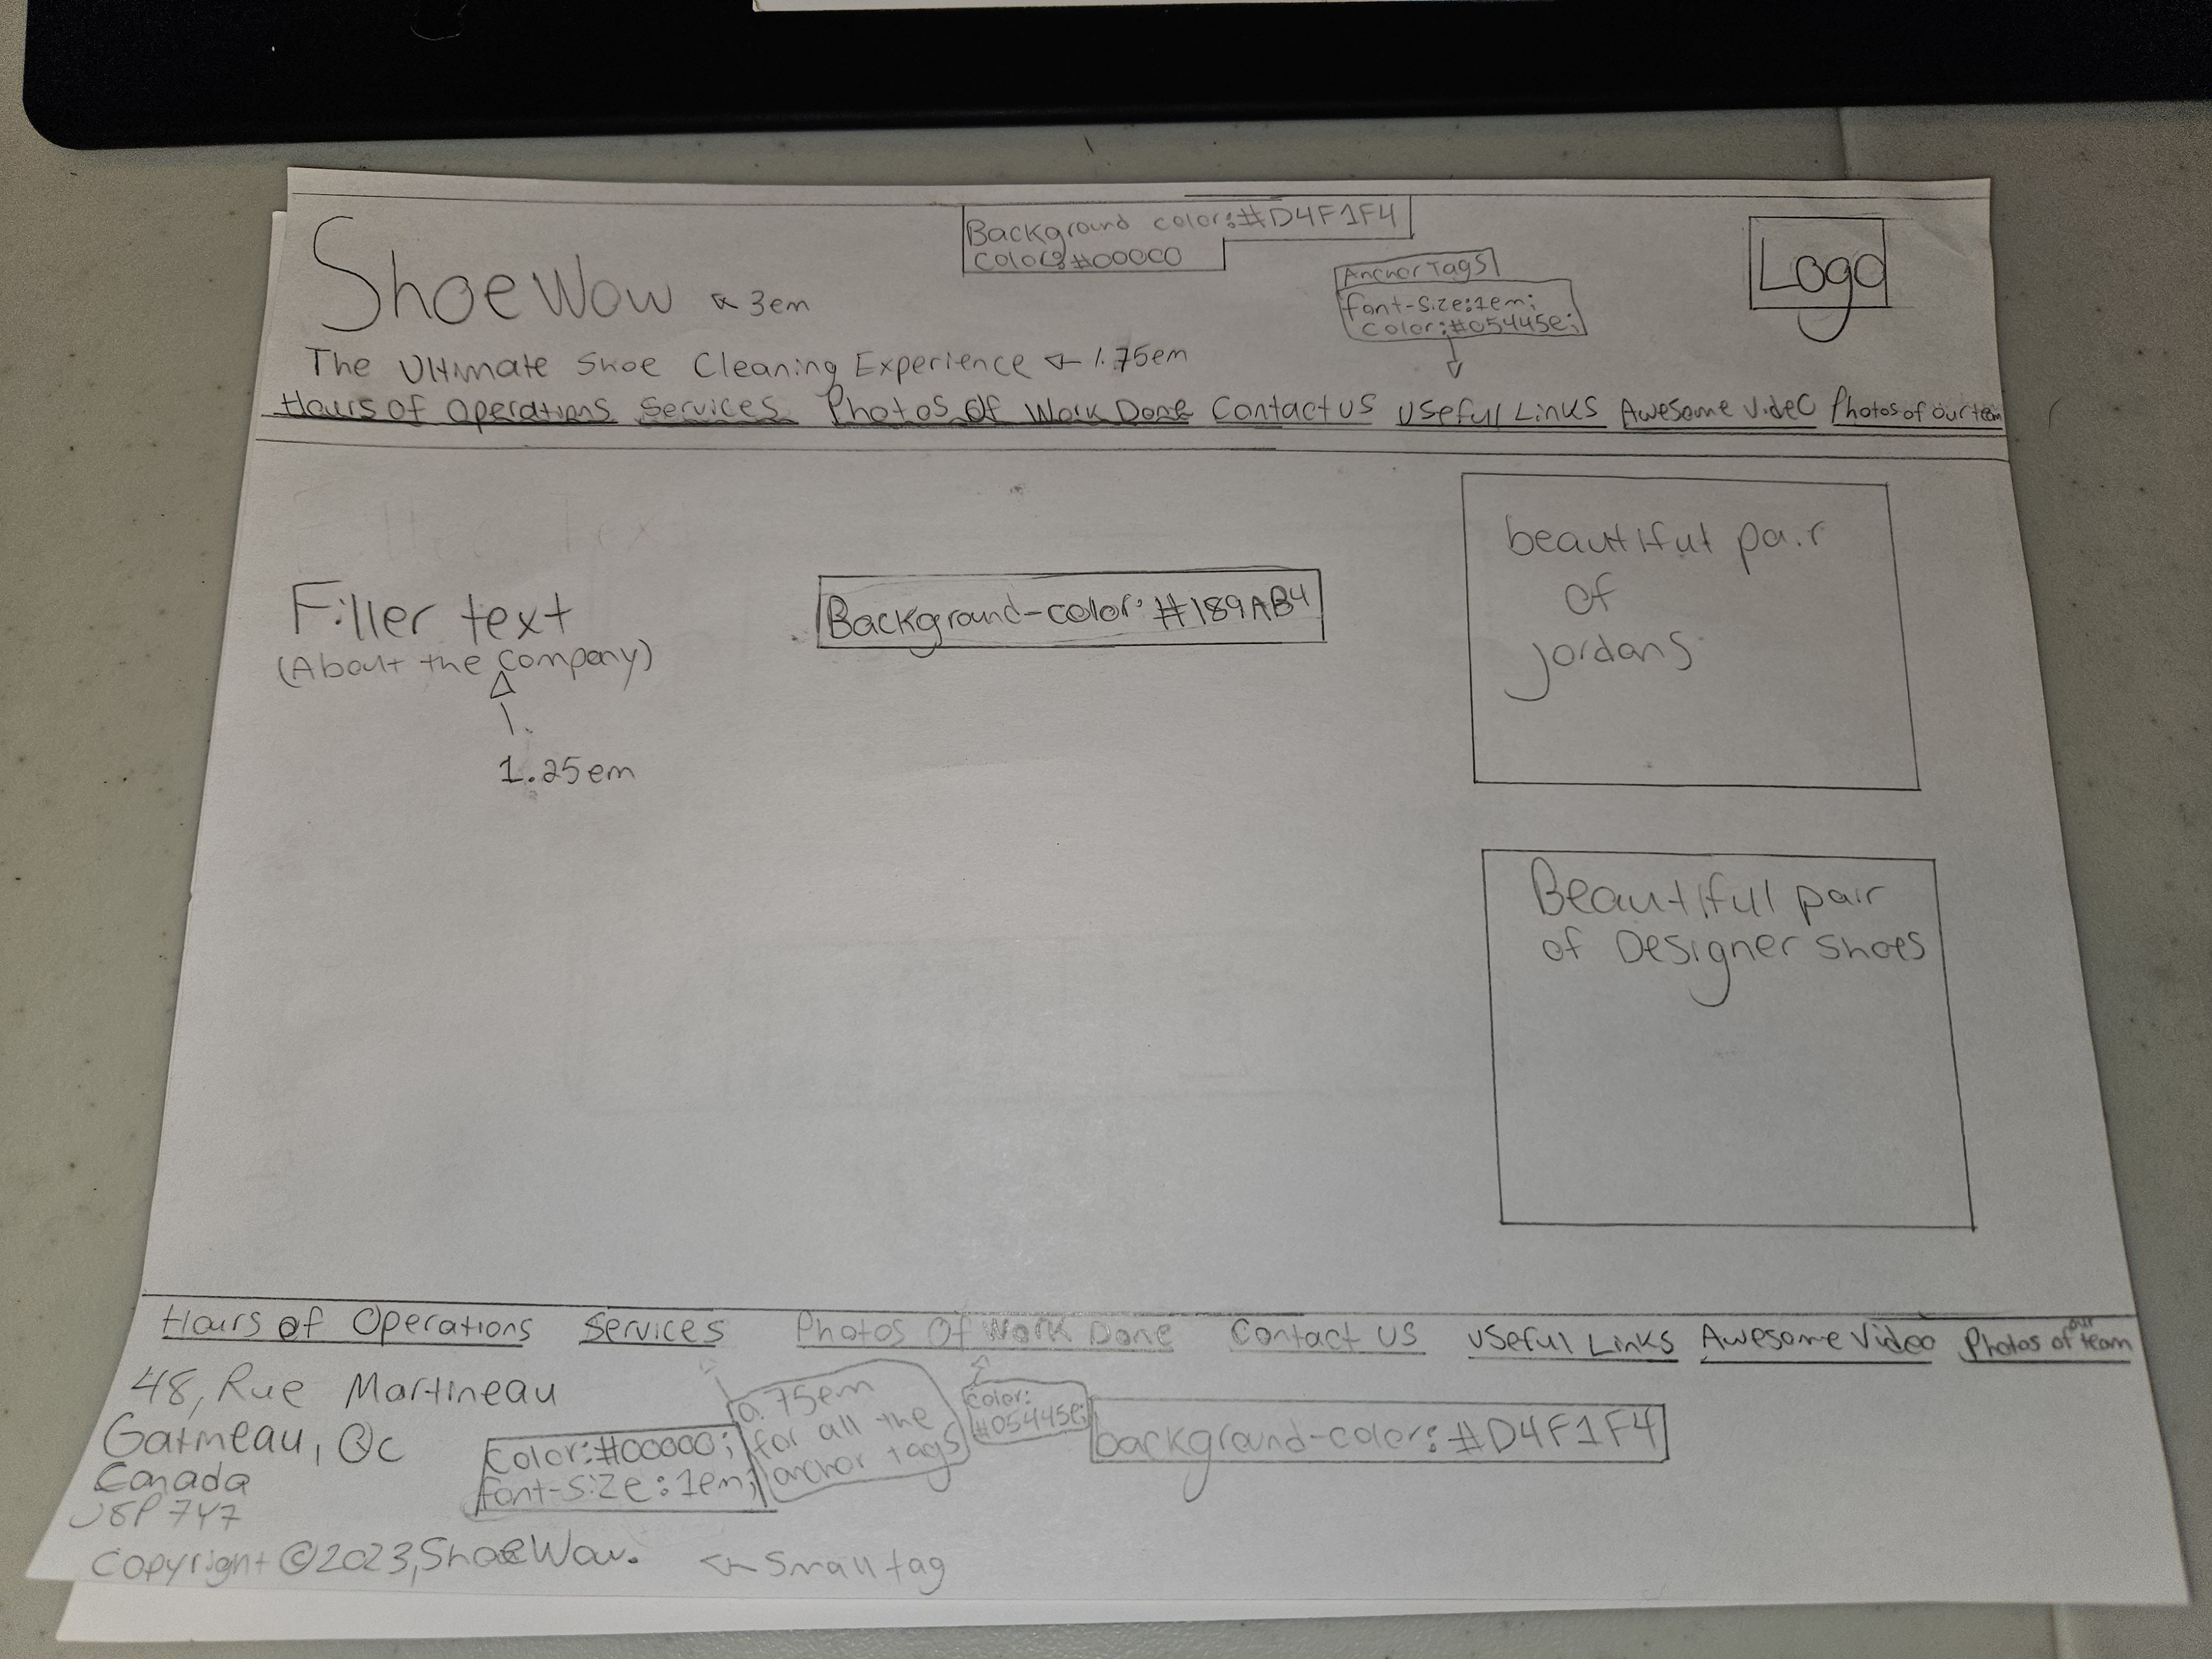 Background color:#D4F1F4
color:#00000
Logo
ShoeWow 3em
Anchor Tags
font-size:1em;
color:#05445e;
The Ultimate Shoe Cleaning Experience 1.75em
Hours of Operations Services Photos Of Work Done Contact US Useful Links Awesome Video Photos of our team
beautiful pair
of
jordans
Filler text
(About the company)
Background-color: #189AB4
1.25em
Beautiful pair
of Designer shoes
Hours of Operations Services Photos Of Work Done Contact US Useful Links Awesome Video Photos of our team
48, Rue Martineau
Gatineau, Qc
Canada
J8P 7Y7
color:#00000;
font-size:1em;
0.75em
for all the
anchor tags
color:
#05445e;
background-color:#D4F1F4
Copyright ©2023, ShoeWow.
Small tag